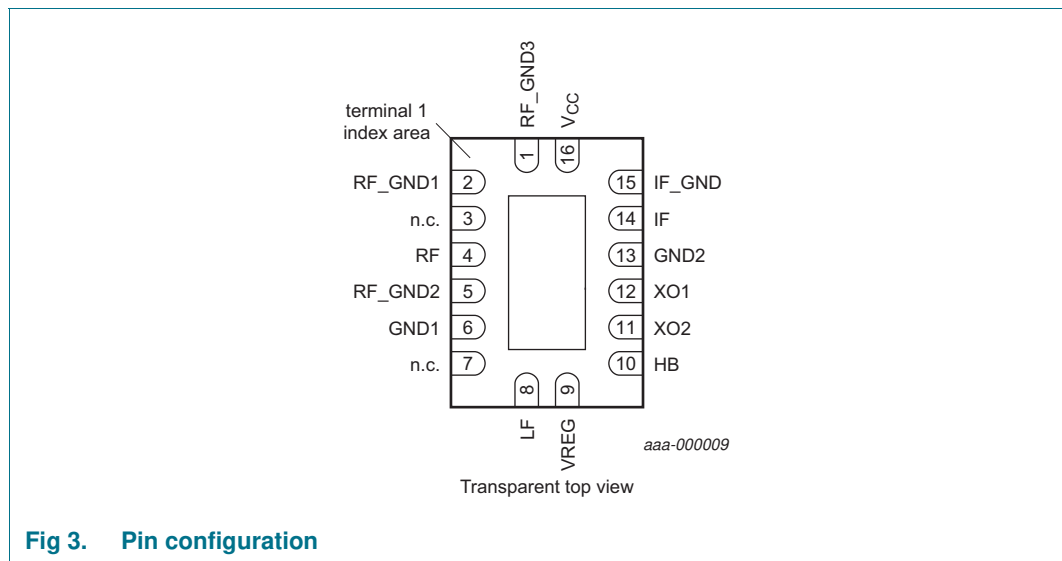 RF_GND3
VCC
terminal 1
index area
1
16
RF_GND1 2
15 IF_GND
n.c. 3
14 IF
RF 4
13 GND2
RF_GND2 5
12 XO1
GND1 6
11 XO2
n.c. 7
10 HB
8
9
LF
VREG
aaa-000009
Transparent top view
Fig 3. Pin configuration